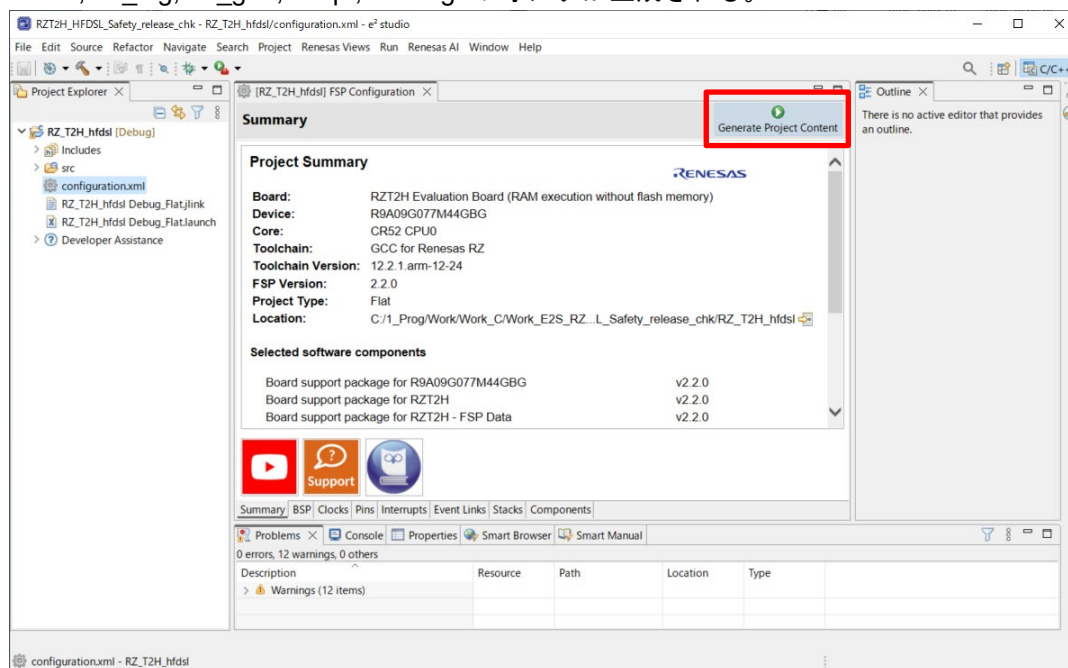 RZT2H_HFDSL_Safety_release_chk - RZ_T2H_hfdsl/configuration.xml - e² studio
File Edit Source Refactor Navigate Search Project Renesas Views Run Renesas AI Window Help
C/C++
Project Explorer
[RZ_T2H_hfdsl] FSP Configuration
Outline
RZ_T2H_hfdsl [Debug]
Includes
src
configuration.xml
RZ_T2H_hfdsl Debug_Flat.jlink
RZ_T2H_hfdsl Debug_Flat.launch
Developer Assistance
Summary
Generate Project Content
There is no active editor that provides
an outline.
Project Summary
RENESAS
Board: RZT2H Evaluation Board (RAM execution without flash memory)
Device: R9A09G077M44GBG
Core: CR52 CPU0
Toolchain: GCC for Renesas RZ
Toolchain Version: 12.2.1.arm-12-24
FSP Version: 2.2.0
Project Type: Flat
Location: C:/1_Prog/Work/Work_C/Work_E2S_RZ...L_Safety_release_chk/RZ_T2H_hfdsl
Selected software components
Board support package for R9A09G077M44GBG v2.2.0
Board support package for RZT2H v2.2.0
Board support package for RZT2H - FSP Data v2.2.0
Support
Summary BSP Clocks Pins Interrupts Event Links Stacks Components
Problems Console Properties Smart Browser Smart Manual
0 errors, 12 warnings, 0 others
Description Resource Path Location Type
Warnings (12 items)
configuration.xml - RZ_T2H_hfdsl